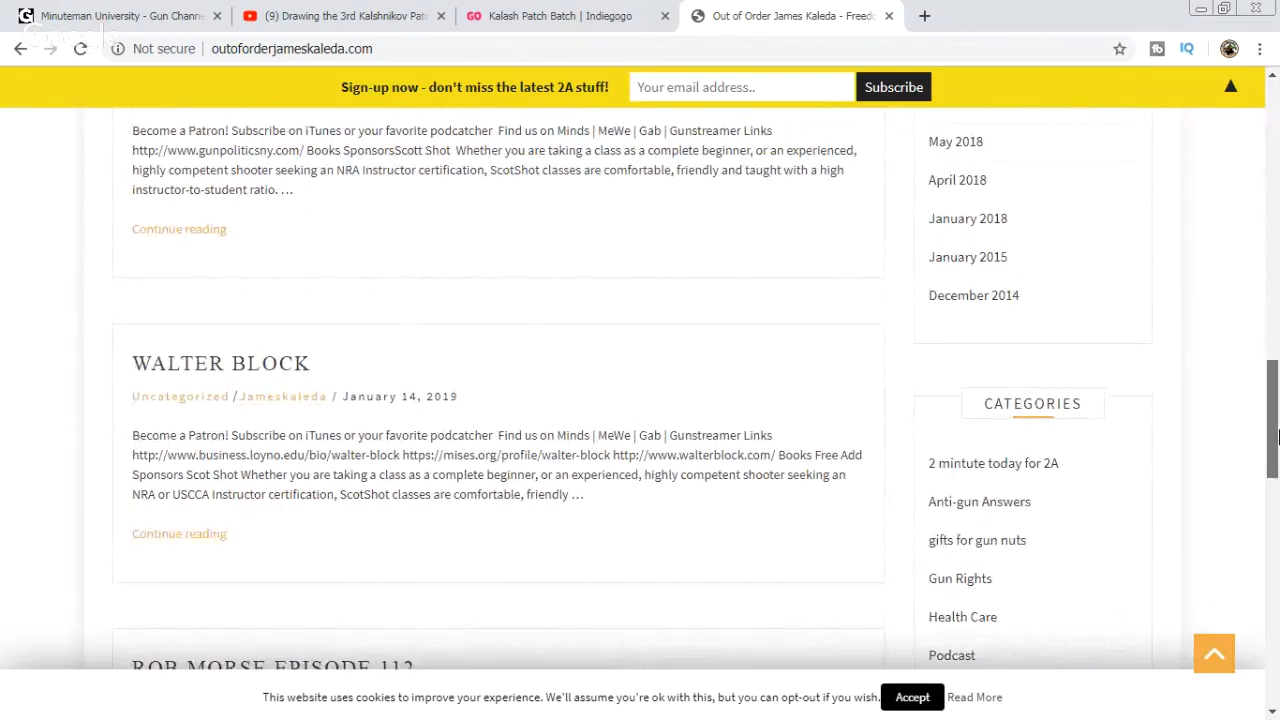 Minuteman University - Gun Chann
(9) Drawing the 3rd Kalshnikov Pat
GO Kalash Patch Batch | Indiegogo
Out of Order James Kaleda - Freed
Not secure | outoforderjameskaleda.com
Sign-up now - don't miss the latest 2A stuff! Your email address.. Subscribe
Become a Patron! Subscribe on iTunes or your favorite podcatcher Find us on Minds | MeWe | Gab | Gunstreamer Links
http://www.gunpolicany.com/ Books SponsorsScott Shot Whether you are taking a class as a complete beginner, or an experienced,
highly competent shooter seeking an NRA Instructor certification, ScotShot classes are comfortable, friendly and taught with a high
instructor-to-student ratio. …
Continue reading
WALTER BLOCK
Uncategorized / Jameskaleda / January 14, 2019
Become a Patron! Subscribe on iTunes or your favorite podcatcher Find us on Minds | MeWe | Gab | Gunstreamer Links
http://www.business.loyno.edu/bio/walter-block https://mises.org/profile/walter-block http://www.walterblock.com/ Books Free Add
Sponsors Scot Shot Whether you are taking a class as a complete beginner, or an experienced, highly competent shooter seeking an
NRA or USCCA Instructor certification, ScotShot classes are comfortable, friendly …
Continue reading
ROB MORSE EPISODE 112
May 2018
April 2018
January 2018
January 2015
December 2014
CATEGORIES
2 mintute today for 2A
Anti-gun Answers
gifts for gun nuts
Gun Rights
Health Care
Podcast
This website uses cookies to improve your experience. We'll assume you're ok with this, but you can opt-out if you wish. Accept Read More